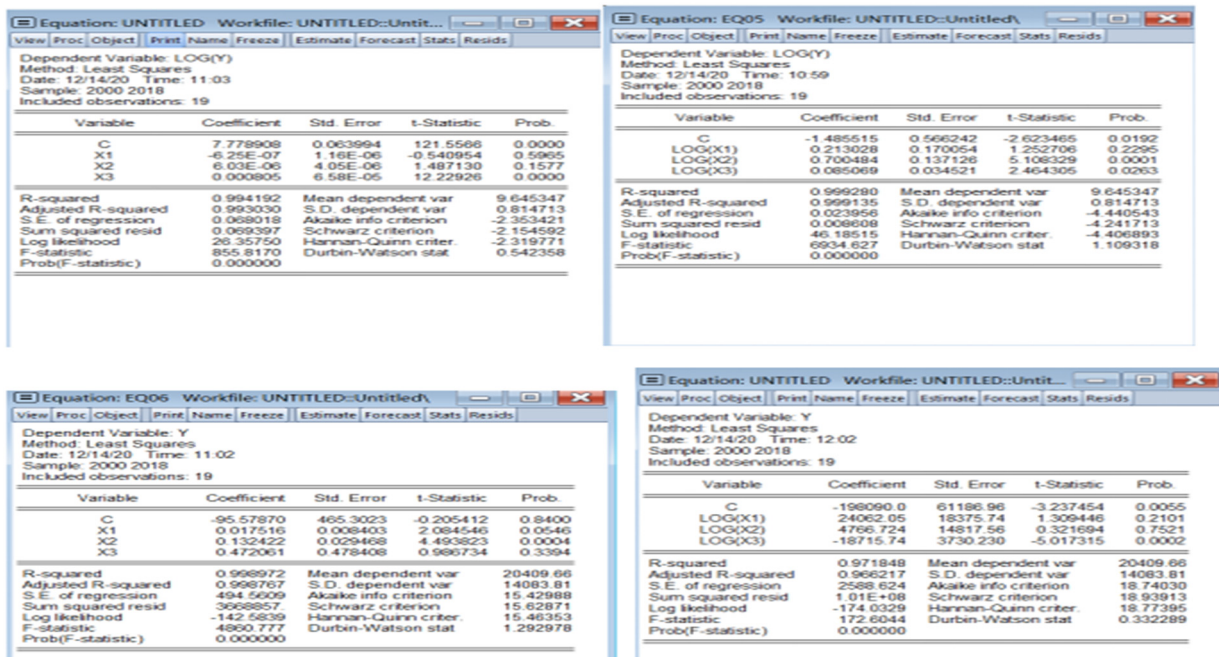 Equation: UNTITLED Workfile: UNTITLED::Untit...
View Proc Object Print Name Freeze Estimate Forecast Stats Resids
Dependent Variable: LOG(Y)
Method: Least Squares
Date: 12/14/20 Time: 11:03
Sample: 2000 2018
Included observations: 19
Variable Coefficient Std. Error t-Statistic Prob.
C 7.778908 0.063994 121.5566 0.0000
X1 -6.25E-07 1.16E-06 -0.540954 0.5965
X2 6.03E-06 4.05E-06 1.487130 0.1577
X3 0.000805 6.58E-05 12.22926 0.0000
R-squared 0.994192 Mean dependent var 9.645347
Adjusted R-squared 0.993030 S.D. dependent var 0.814713
S.E. of regression 0.068018 Akaike info criterion -2.353421
Sum squared resid 0.069397 Schwarz criterion -2.154592
Log likelihood 26.35750 Hannan-Quinn criter. -2.319771
F-statistic 855.8170 Durbin-Watson stat 0.542358
Prob(F-statistic) 0.000000
Equation: EQ05 Workfile: UNTITLED::Untitled\
View Proc Object Print Name Freeze Estimate Forecast Stats Resids
Dependent Variable: LOG(Y)
Method: Least Squares
Date: 12/14/20 Time: 10:59
Sample: 2000 2018
Included observations: 19
Variable Coefficient Std. Error t-Statistic Prob.
C -1.485515 0.566242 -2.623465 0.0192
LOG(X1) 0.213028 0.170054 1.252706 0.2295
LOG(X2) 0.700484 0.137126 5.108329 0.0001
LOG(X3) 0.085069 0.034521 2.464305 0.0263
R-squared 0.999280 Mean dependent var 9.645347
Adjusted R-squared 0.999135 S.D. dependent var 0.814713
S.E. of regression 0.023956 Akaike info criterion -4.440543
Sum squared resid 0.008608 Schwarz criterion -4.241713
Log likelihood 46.18515 Hannan-Quinn criter. -4.406893
F-statistic 6934.627 Durbin-Watson stat 1.109318
Prob(F-statistic) 0.000000
Equation: EQ06 Workfile: UNTITLED::Untitled\
View Proc Object Print Name Freeze Estimate Forecast Stats Resids
Dependent Variable: Y
Method: Least Squares
Date: 12/14/20 Time: 11:02
Sample: 2000 2018
Included observations: 19
Variable Coefficient Std. Error t-Statistic Prob.
C -95.57870 465.3023 -0.205412 0.8400
X1 0.017516 0.008403 2.084546 0.0546
X2 0.132422 0.029468 4.493823 0.0004
X3 0.472061 0.478408 0.986734 0.3394
R-squared 0.998972 Mean dependent var 20409.66
Adjusted R-squared 0.998767 S.D. dependent var 14083.81
S.E. of regression 494.5609 Akaike info criterion 15.42988
Sum squared resid 3668857. Schwarz criterion 15.62871
Log likelihood -142.5839 Hannan-Quinn criter. 15.46353
F-statistic 4860.777 Durbin-Watson stat 1.292978
Prob(F-statistic) 0.000000
Equation: UNTITLED Workfile: UNTITLED::Untit...
View Proc Object Print Name Freeze Estimate Forecast Stats Resids
Dependent Variable: Y
Method: Least Squares
Date: 12/14/20 Time: 12:02
Sample: 2000 2018
Included observations: 19
Variable Coefficient Std. Error t-Statistic Prob.
C -198090.0 61186.96 -3.237454 0.0055
LOG(X1) 24062.05 18375.74 1.309446 0.2101
LOG(X2) 4766.724 14817.56 0.321694 0.7521
LOG(X3) -18715.74 3730.230 -5.017315 0.0002
R-squared 0.971848 Mean dependent var 20409.66
Adjusted R-squared 0.966217 S.D. dependent var 14083.81
S.E. of regression 2588.624 Akaike info criterion 18.74030
Sum squared resid 1.01E+08 Schwarz criterion 18.93913
Log likelihood -174.0329 Hannan-Quinn criter. 18.77395
F-statistic 172.6044 Durbin-Watson stat 0.332289
Prob(F-statistic) 0.000000